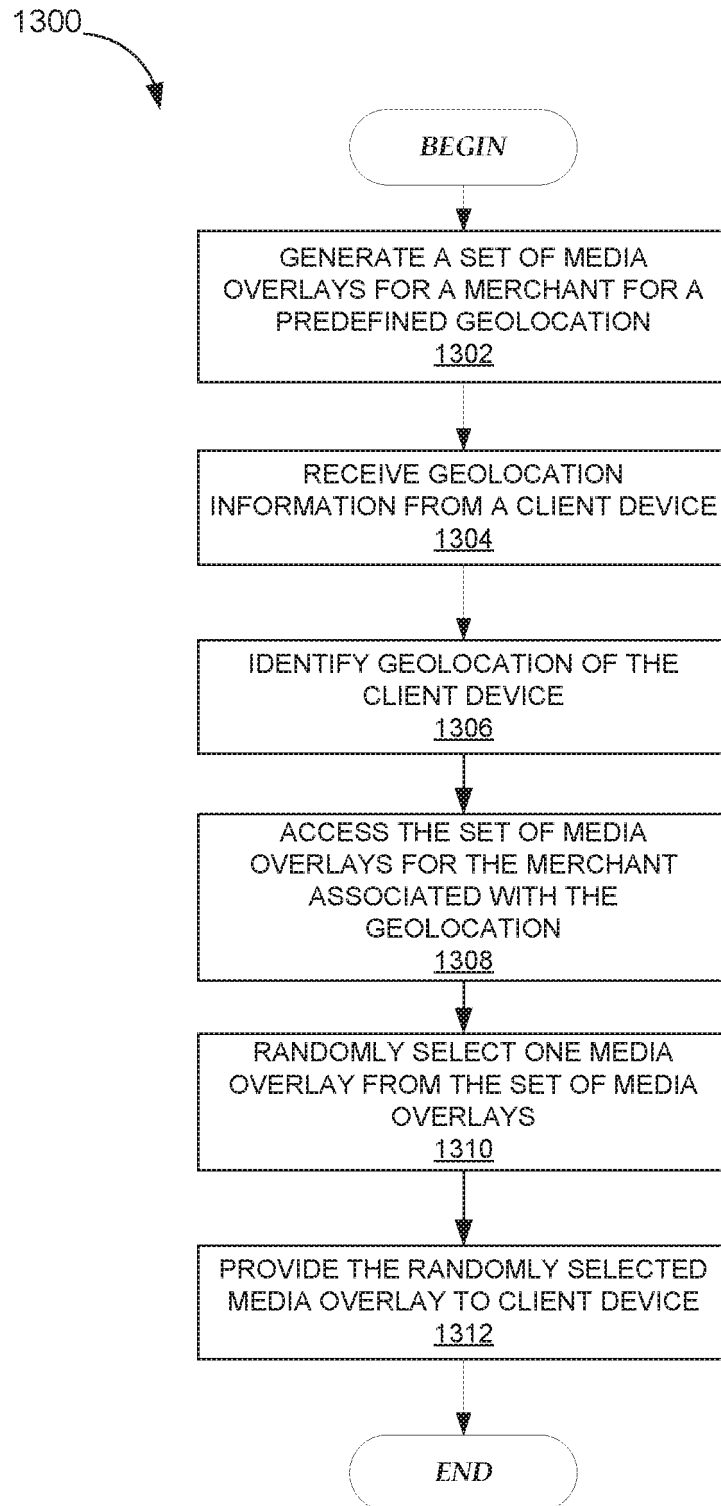 1300
BEGIN
GENERATE A SET OF MEDIA
OVERLAYS FOR A MERCHANT FOR A
PREDEFINED GEOLOCATION
1302
RECEIVE GEOLOCATION
INFORMATION FROM A CLIENT DEVICE
1304
IDENTIFY GEOLOCATION OF THE
CLIENT DEVICE
1306
ACCESS THE SET OF MEDIA
OVERLAYS FOR THE MERCHANT
ASSOCIATED WITH THE
GEOLOCATION
1308
RANDOMLY SELECT ONE MEDIA
OVERLAY FROM THE SET OF MEDIA
OVERLAYS
1310
PROVIDE THE RANDOMLY SELECTED
MEDIA OVERLAY TO CLIENT DEVICE
1312
END